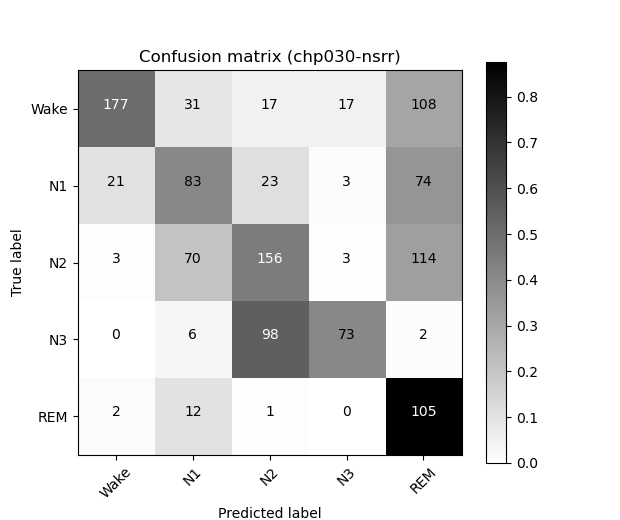 Confusion matrix (chp030-nsrr)
True label
Wake 177 31 17 17 108
N1 21 83 23 3 74
N2 3 70 156 3 114
N3 0 6 98 73 2
REM 2 12 1 0 105
Wake N1 N2 N3 REM
Predicted label
0.8
0.7
0.6
0.5
0.4
0.3
0.2
0.1
0.0